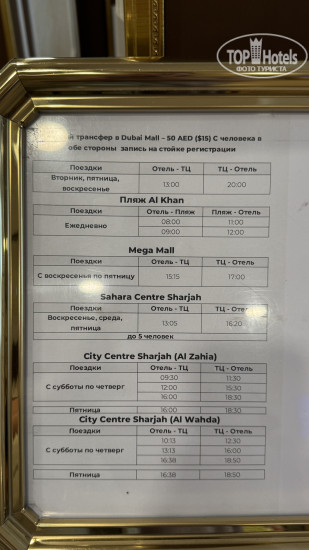 TOP Hotels
ФОТО ТУРИСТА
трансфер в Dubai Mall – 50 AED ($15) С человека в
обе стороны запись на стойке регистрации
Поездки Отель - ТЦ ТЦ - Отель
Вторник, пятница, воскресенье 13:00 20:00
Пляж Al Khan
Поездки Отель - Пляж Пляж - Отель
Ежедневно 08:00 11:00
09:00 12:00
Mega Mall
Поездки Отель - ТЦ ТЦ - Отель
С воскресенья по пятницу 15:15 17:00
Sahara Centre Sharjah
Поездки Отель - ТЦ ТЦ - Отель
Воскресенье, среда, пятница 13:05 16:20
до 5 человек
City Centre Sharjah (Al Zahia)
Поездки Отель - ТЦ ТЦ - Отель
С субботы по четверг 09:30 11:30
12:00 15:30
16:00 18:30
Пятница 16:00 18:30
City Centre Sharjah (Al Wahda)
Поездки Отель - ТЦ ТЦ - Отель
С субботы по четверг 10:13 12:30
13:13 16:00
16:38 18:50
Пятница 16:38 18:50